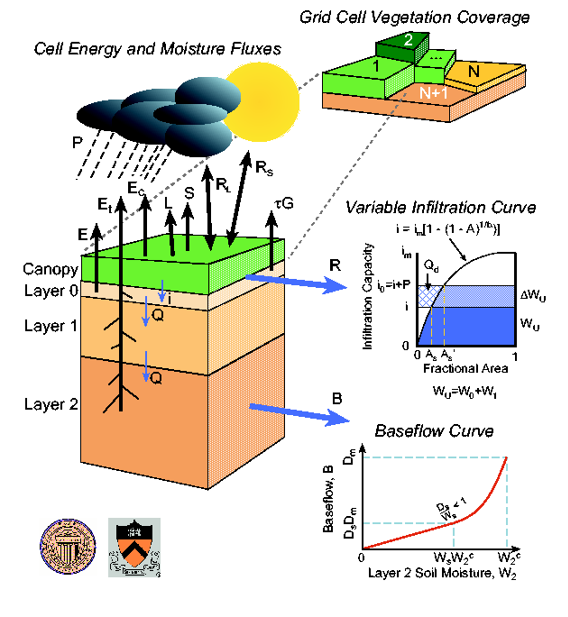 Grid Cell Vegetation Coverage
1
2
...
N
N+1
Cell Energy and Moisture Fluxes
P
E
Et
Ec
L
S
RL
RS
τG
Canopy
Layer 0
Layer 1
Layer 2
i
Q
Q
R
B
Variable Infiltration Curve
i = im[1 - (1 - A)1/b)]
Infiltration Capacity
im
i0=i+P
i
0
Qd
ΔWU
WU
0
As
As'
1
Fractional Area
WU=W0+W1
Baseflow Curve
Baseflow, B
Dm
DsDm
Ds/Ws < 1
0
WsW2c
W2c
Layer 2 Soil Moisture, W2